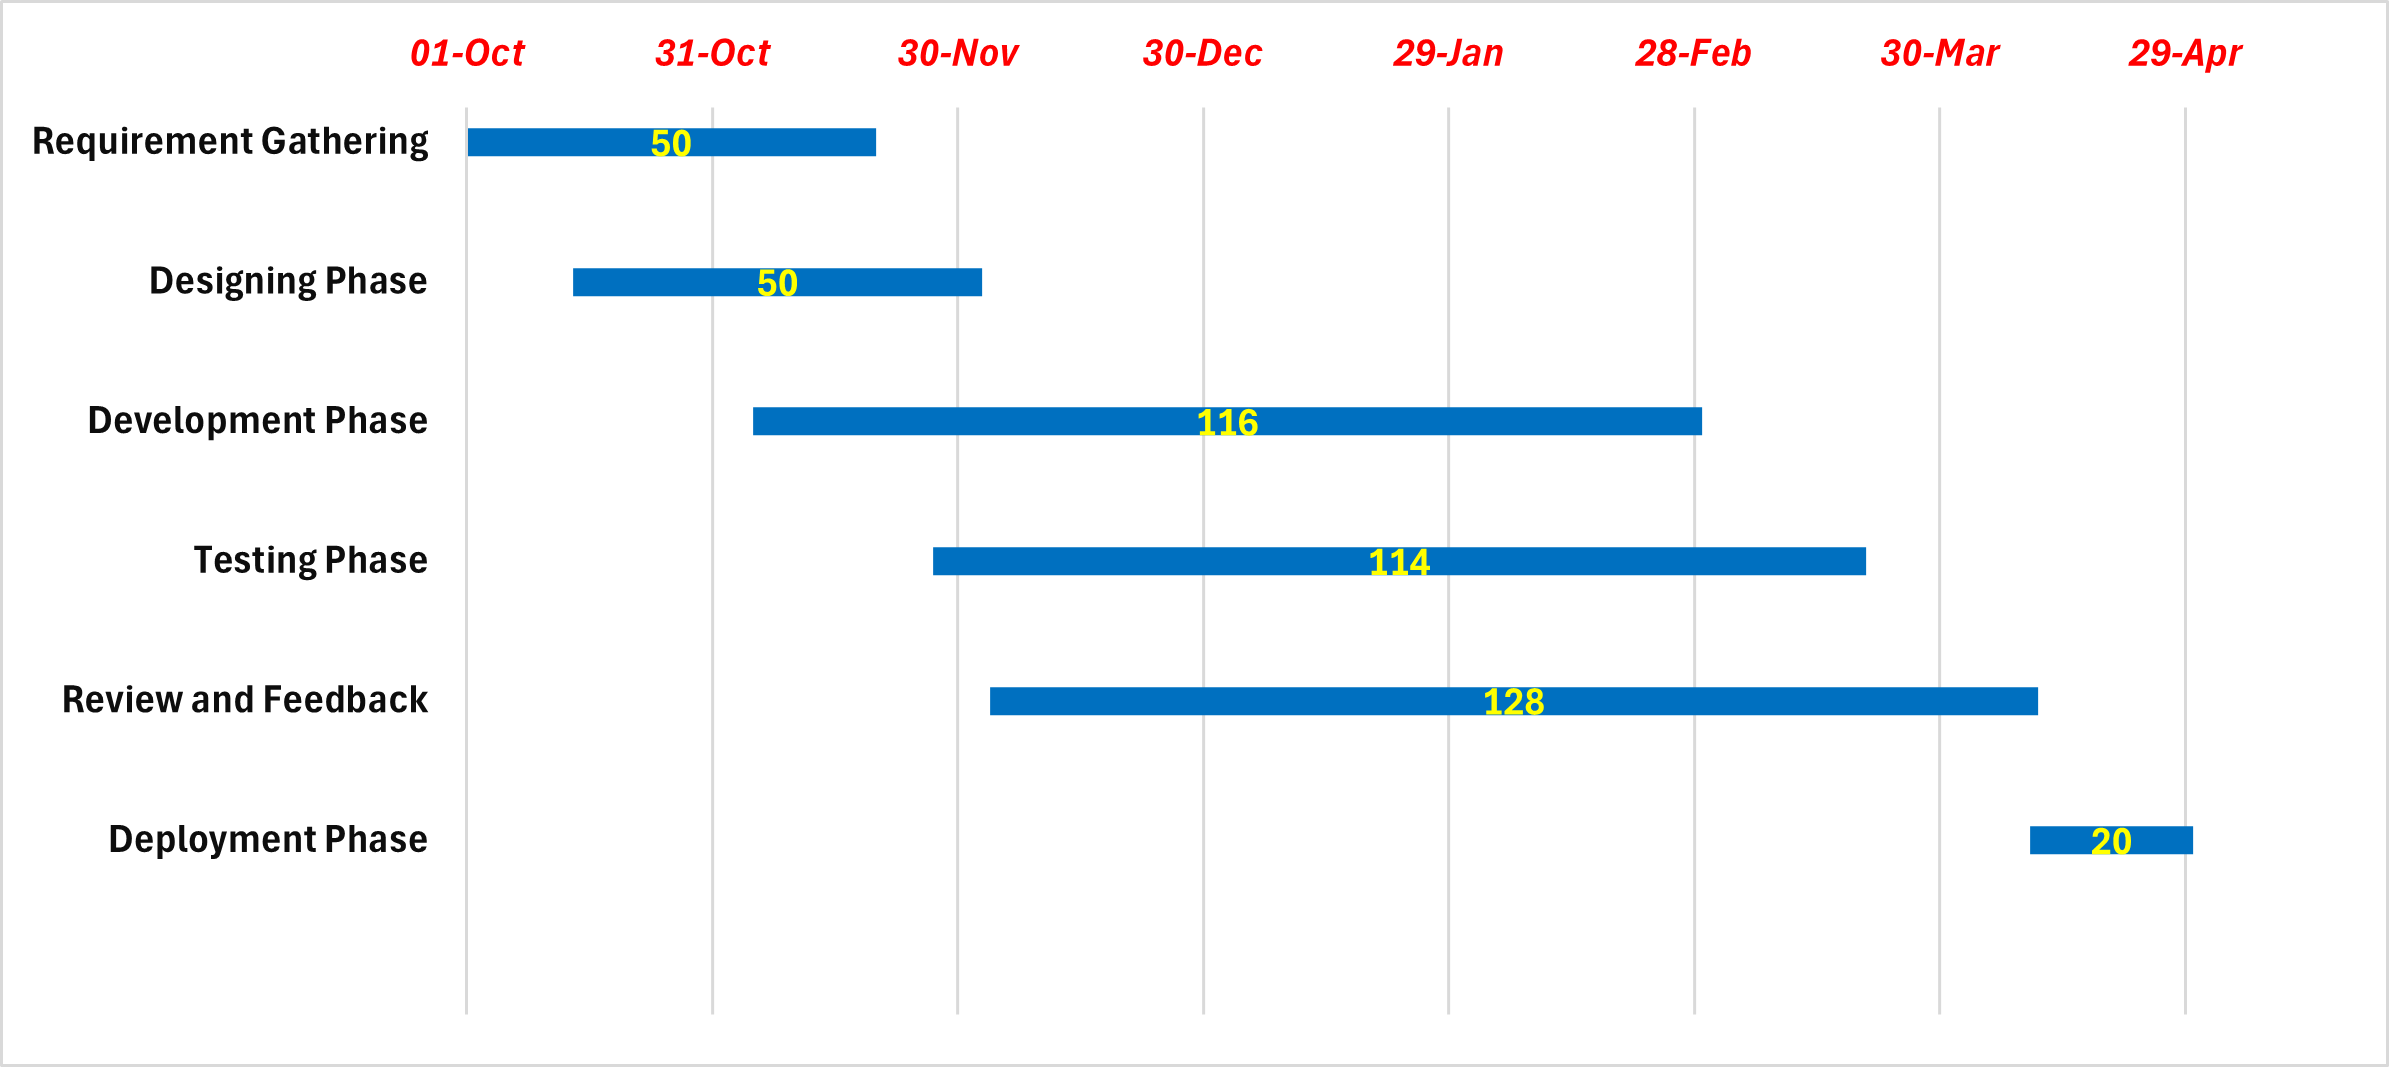 01-Oct 31-Oct 30-Nov 30-Dec 29-Jan 28-Feb 30-Mar 29-Apr
Requirement Gathering 50
Designing Phase 50
Development Phase 116
Testing Phase 114
Review and Feedback 128
Deployment Phase 20